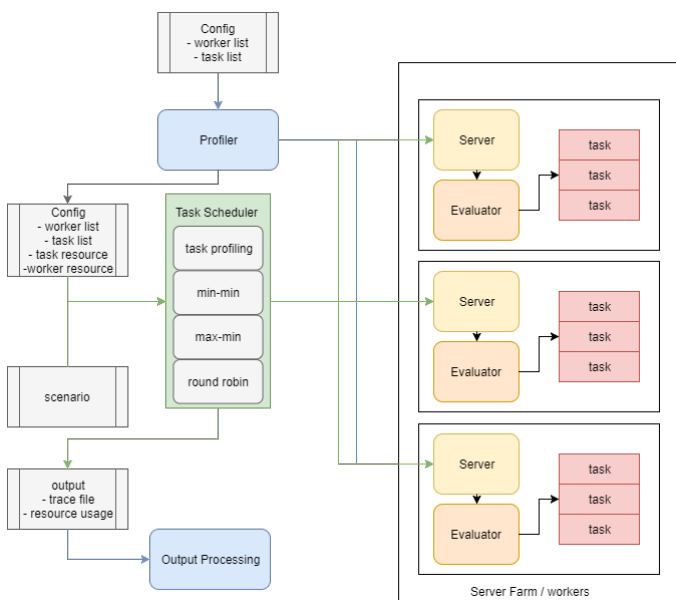 Config
- worker list
- task list
Profiler
Config
- worker list
- task list
- task resource
-worker resource
scenario
Task Scheduler
task profiling
min-min
max-min
round robin
output
- trace file
- resource usage
Output Processing
Server
Evaluator
task
task
task
Server
Evaluator
task
task
task
Server
Evaluator
task
task
task
Server Farm / workers